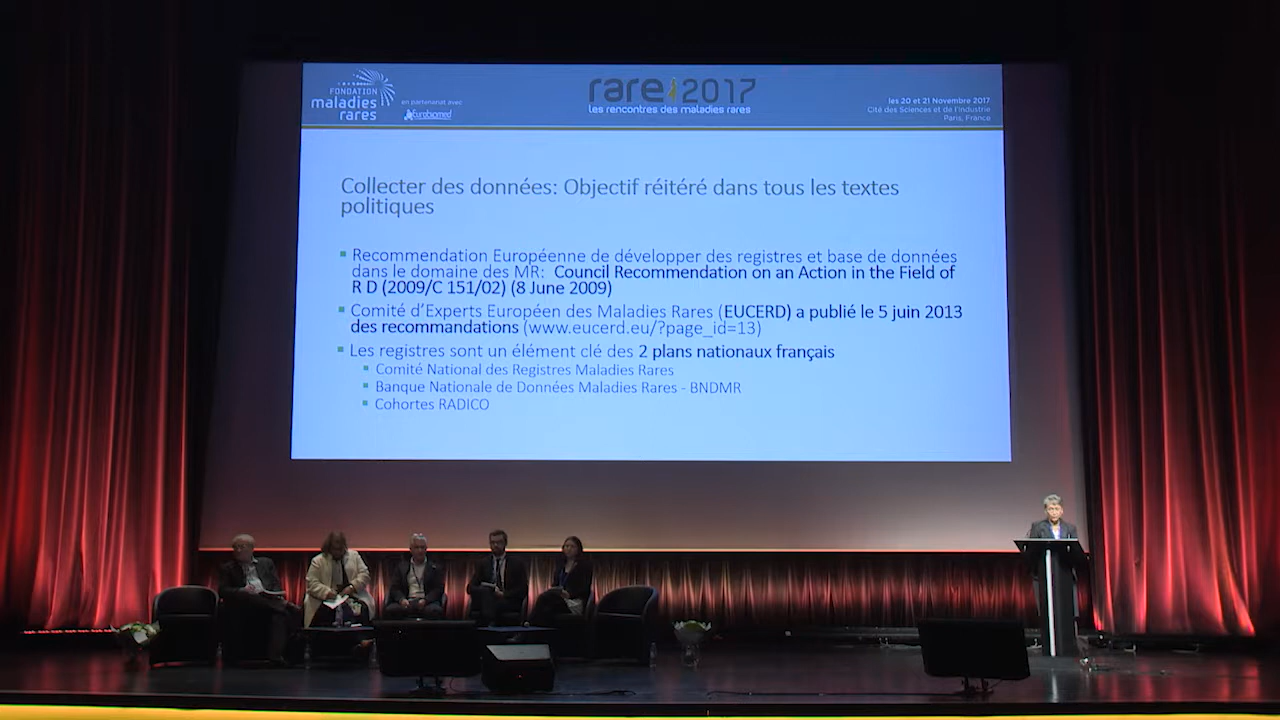 FONDATION
maladies
rares
en partenariat avec
Eurobiomed
rare 2017
les rencontres des maladies rares
les 20 et 21 Novembre 2017
Cité des Sciences et de l'Industrie
Paris, France
Collecter des données: Objectif réitéré dans tous les textes
politiques
Recommendation Européenne de développer des registres et base de données
dans le domaine des MR: Council Recommendation on an Action in the Field of
R D (2009/C 151/02) (8 June 2009)
Comité d'Experts Européen des Maladies Rares (EUCERD) a publié le 5 juin 2013
des recommandations (www.eucerd.eu/?page_id=13)
Les registres sont un élément clé des 2 plans nationaux français
Comité National des Registres Maladies Rares
Banque Nationale de Données Maladies Rares - BNDMR
Cohortes RADICO